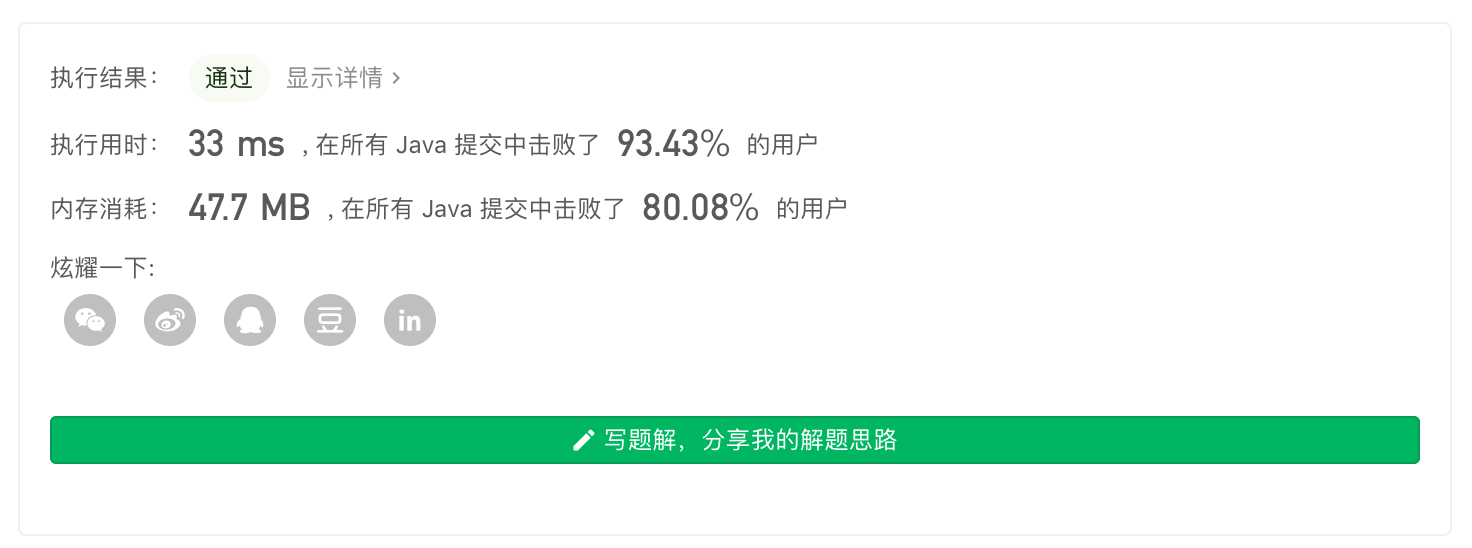 执行结果： 通过 显示详情 ›
执行用时： 33 ms , 在所有 Java 提交中击败了 93.43% 的用户
内存消耗： 47.7 MB , 在所有 Java 提交中击败了 80.08% 的用户
炫耀一下:
豆 in
写题解，分享我的解题思路